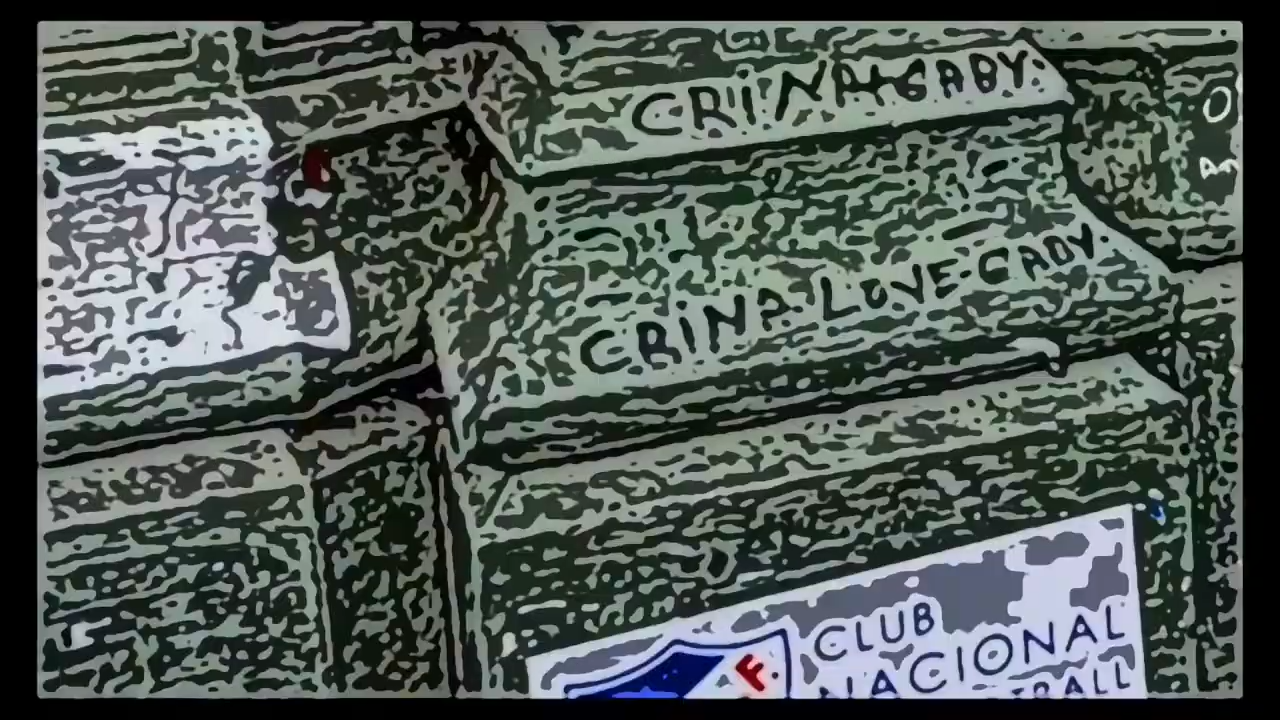 CRINA+GABY.
CRINA LOVE GABY.
CLUB
NACIONAL
F.